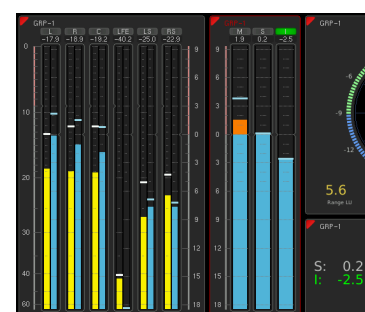 GRP-1 GRP-1 GRP-1
L R C LFE LS RS M S I
-17.9 -18.9 -19.2 -40.2 -25.0 -22.9 1.9 0.2 -2.5
0 9 9
6 6
-6
3 3
-9
10 0 0
-12
3 3
20
6 6
5.6
Range LU
30 9 9
GRP-1
12 12
40 15 15
S: 0.2
I: -2.5
60 18 18